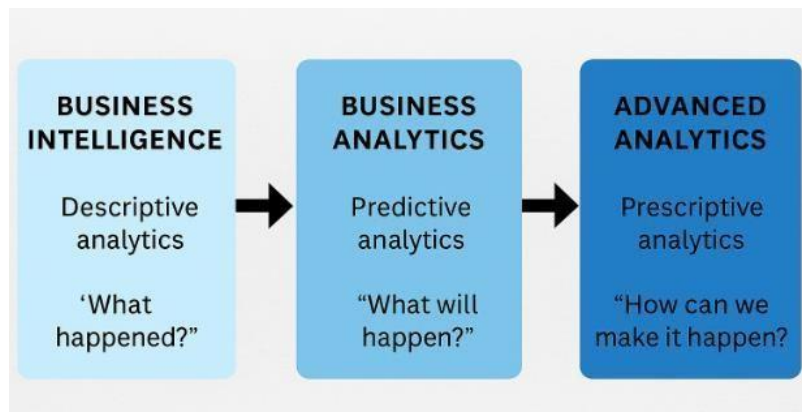 BUSINESS
INTELLIGENCE
Descriptive
analytics
‘What
happened?”
BUSINESS
ANALYTICS
Predictive
analytics
“What will
happen?”
ADVANCED
ANALYTICS
Prescriptive
analytics
“How can we
make it happen?